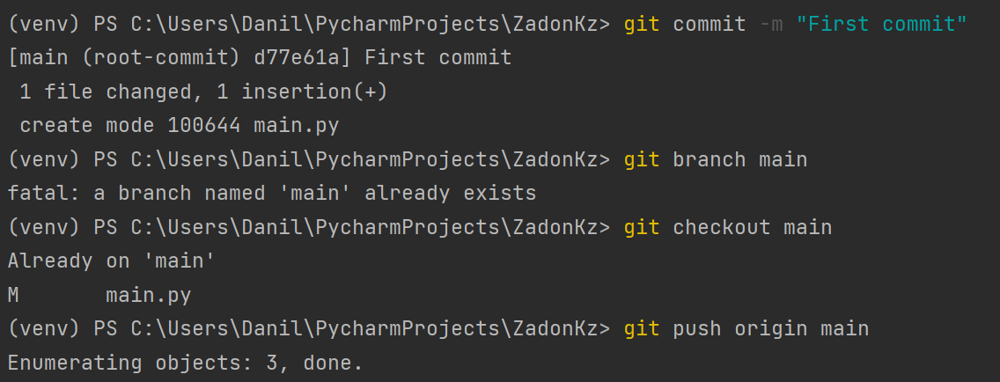 (venv) PS C:\Users\Danil\PycharmProjects\ZadonKz> git commit -m "First commit"
[main (root-commit) d77e61a] First commit
 1 file changed, 1 insertion(+)
 create mode 100644 main.py
(venv) PS C:\Users\Danil\PycharmProjects\ZadonKz> git branch main
fatal: a branch named 'main' already exists
(venv) PS C:\Users\Danil\PycharmProjects\ZadonKz> git checkout main
Already on 'main'
M       main.py
(venv) PS C:\Users\Danil\PycharmProjects\ZadonKz> git push origin main
Enumerating objects: 3, done.